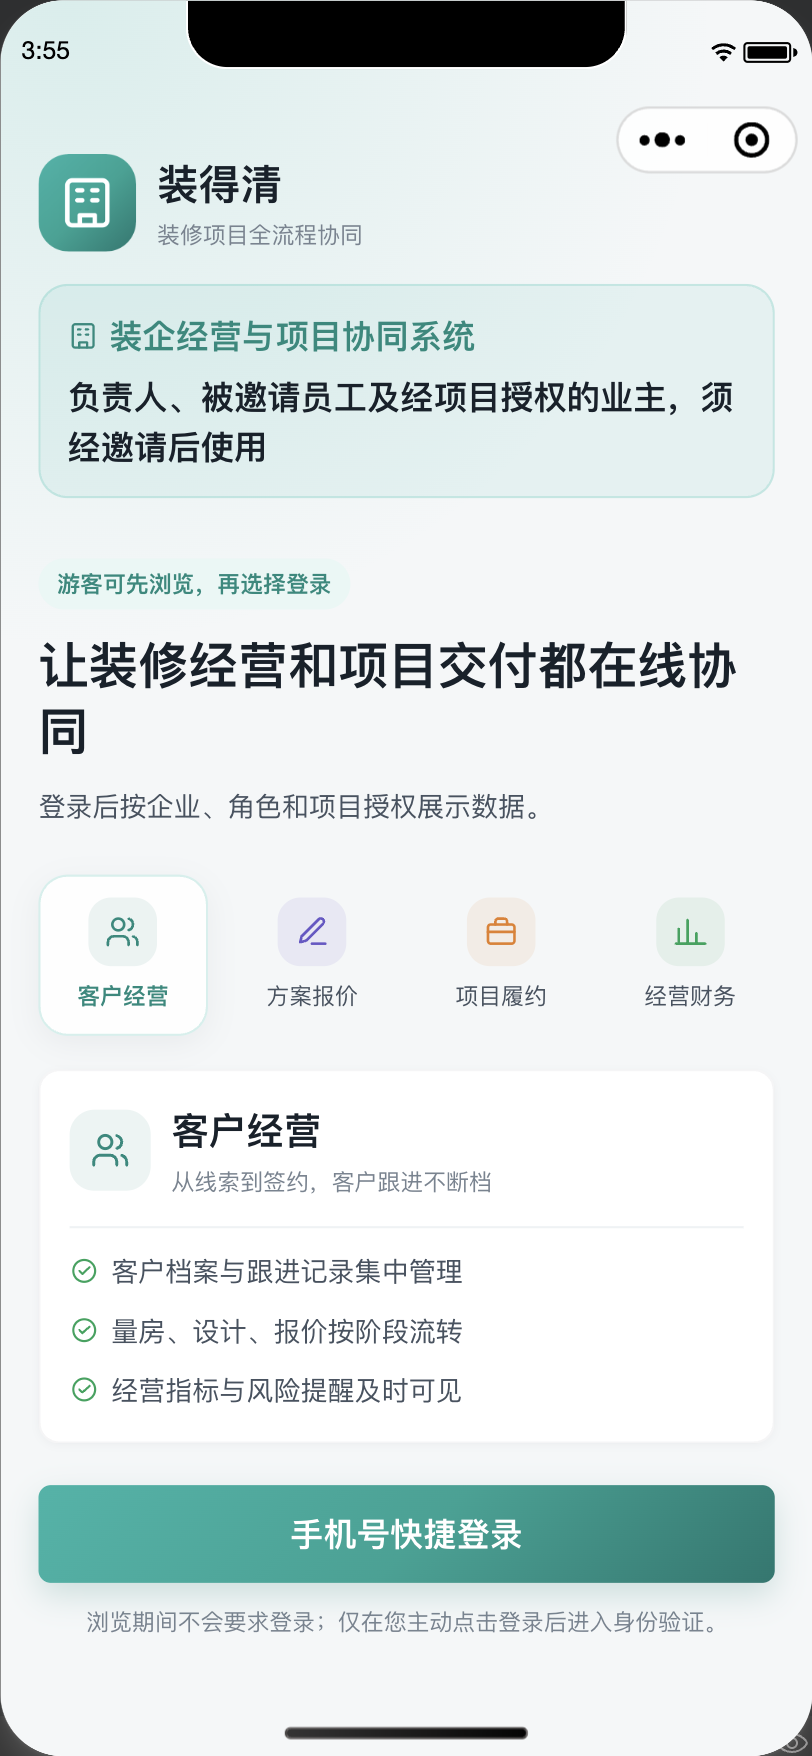 3:55
装得清
装修项目全流程协同
装企经营与项目协同系统
负责人、被邀请员工及经项目授权的业主，须
经邀请后使用
游客可先浏览，再选择登录
让装修经营和项目交付都在线协
同
登录后按企业、角色和项目授权展示数据。
客户经营 方案报价 项目履约 经营财务
客户经营
从线索到签约，客户跟进不断档
客户档案与跟进记录集中管理
量房、设计、报价按阶段流转
经营指标与风险提醒及时可见
手机号快捷登录
浏览期间不会要求登录；仅在您主动点击登录后进入身份验证。